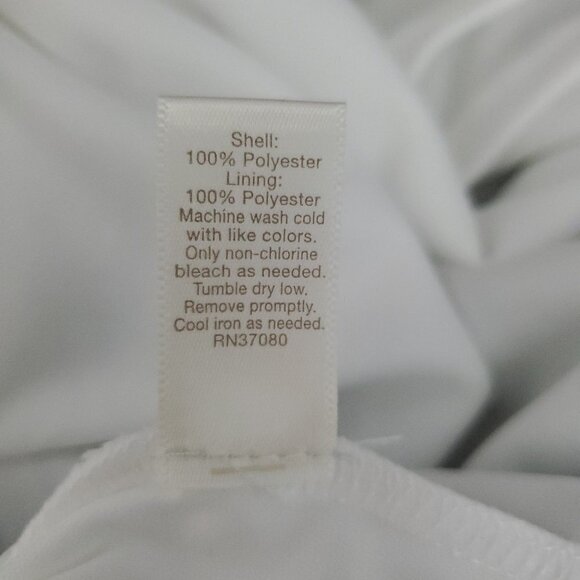 Shell:
100% Polyester
Lining:
100% Polyester
Machine wash cold
with like colors.
Only non-chlorine
bleach as needed.
Tumble dry low.
Remove promptly.
Cool iron as needed.
RN37080